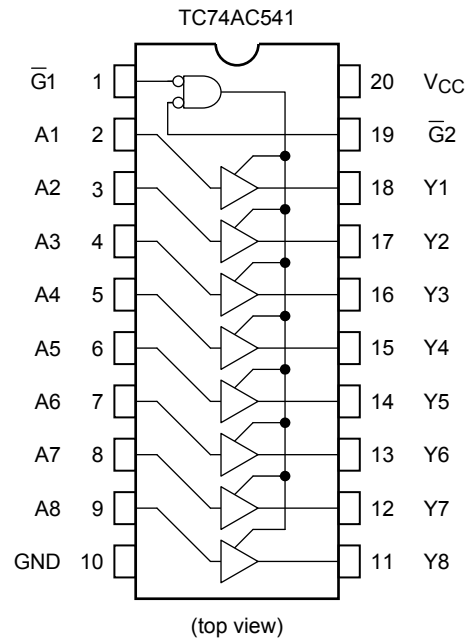 TC74AC541
G̅1 1 20 VCC
A1 2 19 G̅2
A2 3 18 Y1
A3 4 17 Y2
A4 5 16 Y3
A5 6 15 Y4
A6 7 14 Y5
A7 8 13 Y6
A8 9 12 Y7
GND 10 11 Y8
(top view)